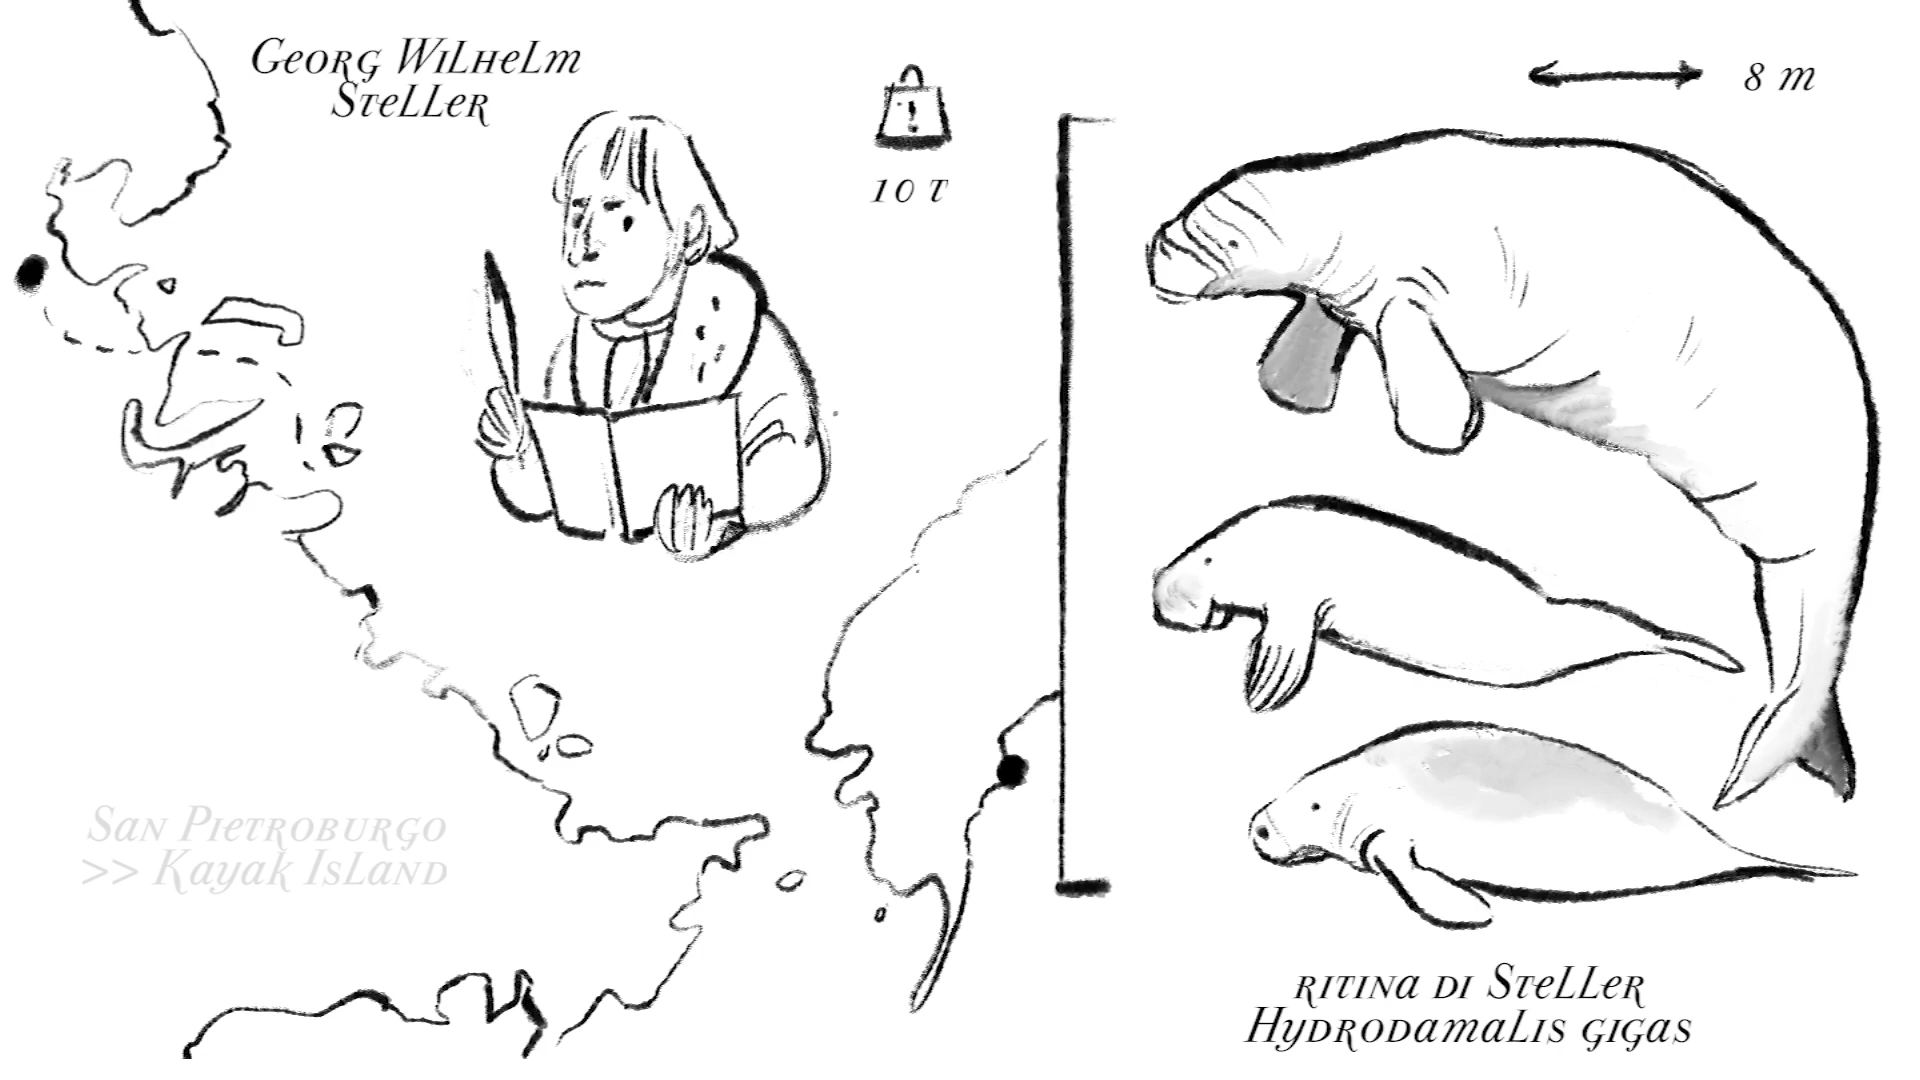 Georg Wilhelm
Steller
10 T
8 m
San Pietroburgo
>> Kayak Island
ritina di Steller
Hydrodamalis gigas